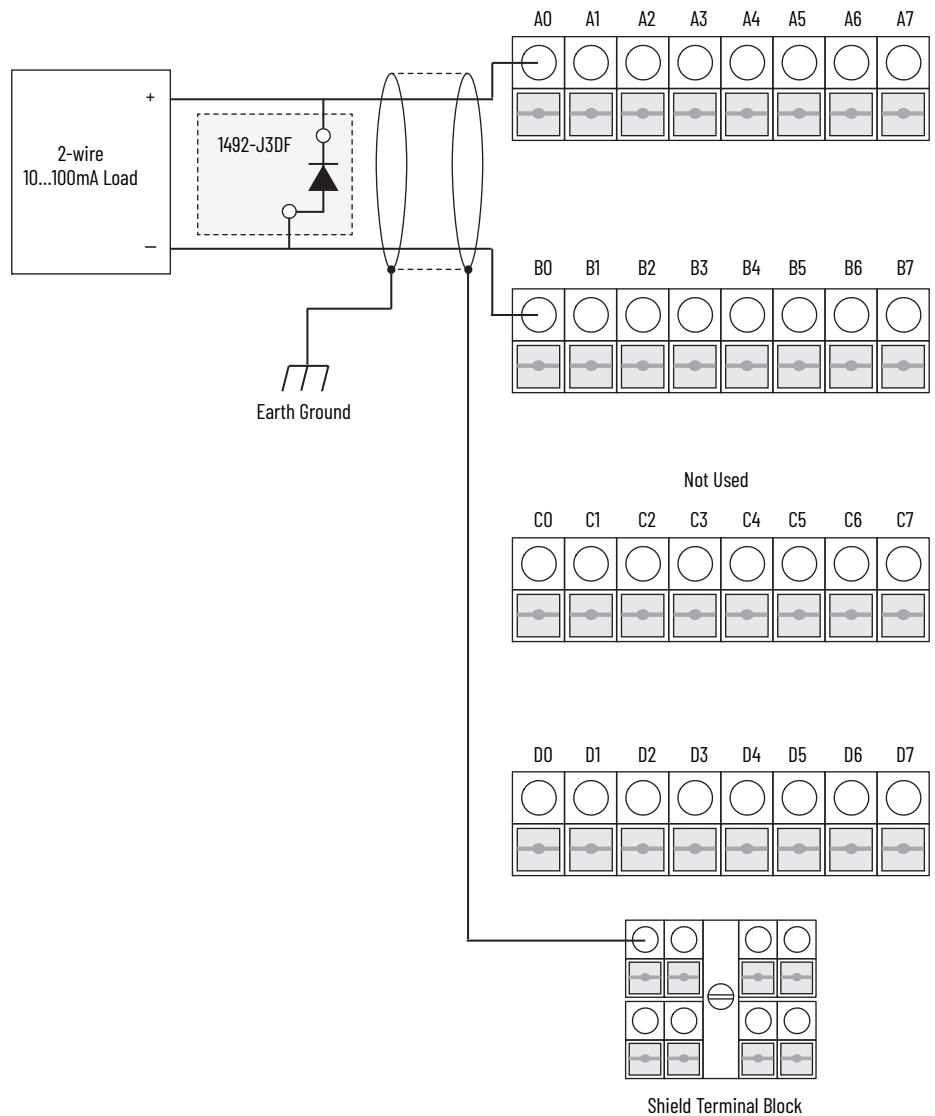 A0 A1 A2 A3 A4 A5 A6 A7
+
1492-J3DF
2-wire
10...100mA Load
—
B0 B1 B2 B3 B4 B5 B6 B7
Earth Ground
Not Used
C0 C1 C2 C3 C4 C5 C6 C7
D0 D1 D2 D3 D4 D5 D6 D7
Shield Terminal Block